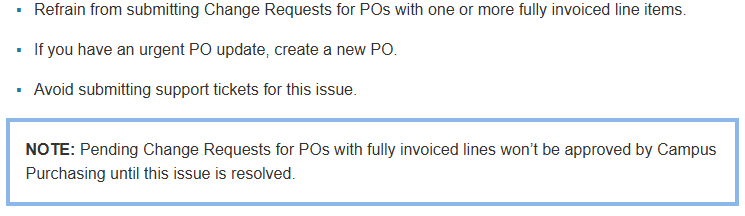 ▪ Refrain from submitting Change Requests for POs with one or more fully invoiced line items.
▪ If you have an urgent PO update, create a new PO.
▪ Avoid submitting support tickets for this issue.
NOTE: Pending Change Requests for POs with fully invoiced lines won’t be approved by Campus
Purchasing until this issue is resolved.